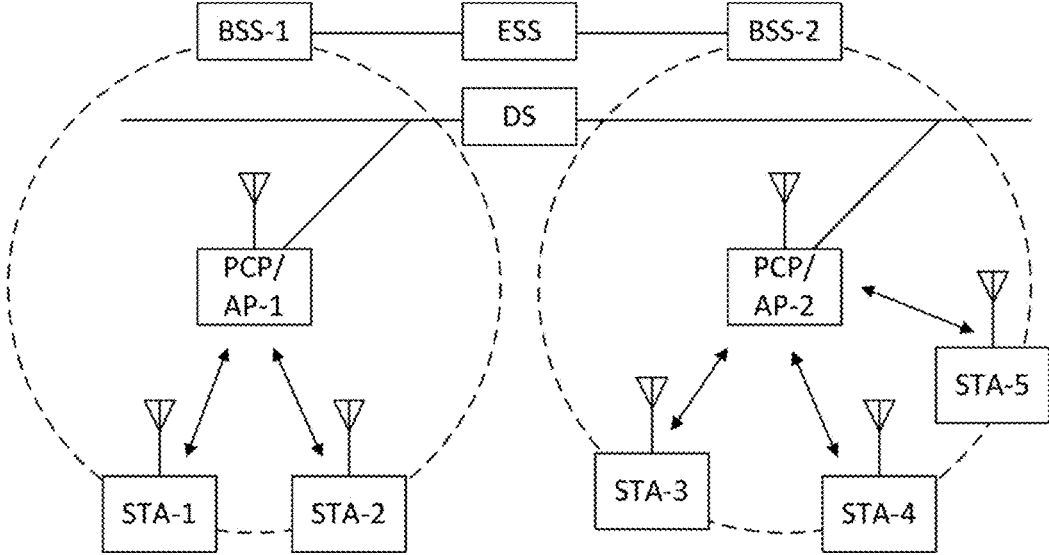 BSS-1
ESS
BSS-2
DS
PCP/
AP-1
PCP/
AP-2
STA-5
STA-3
STA-1
STA-2
STA-4